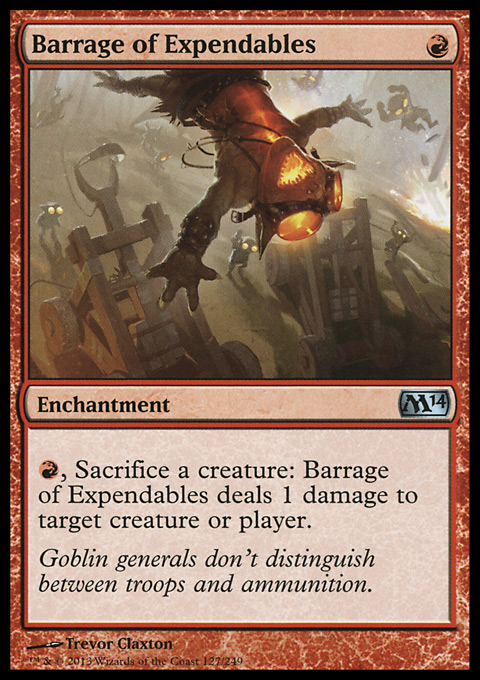 Barrage of Expendables
Enchantment
M14
, Sacrifice a creature: Barrage
of Expendables deals 1 damage to
target creature or player.
Goblin generals don't distinguish
between troops and ammunition.
Trevor Claxton
™ & © 2013 Wizards of the Coast 127/249